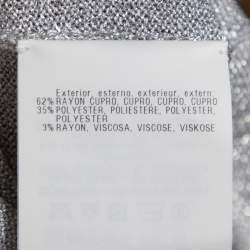 Exterior, esterno, exterieur, extern:
62% RAYON CUPRO, CUPRO, CUPRO, CUPRO
35% POLYESTER, POLIESTERE, POLYESTER,
POLYESTER
3% RAYON, VISCOSA, VISCOSE, VISKOSE